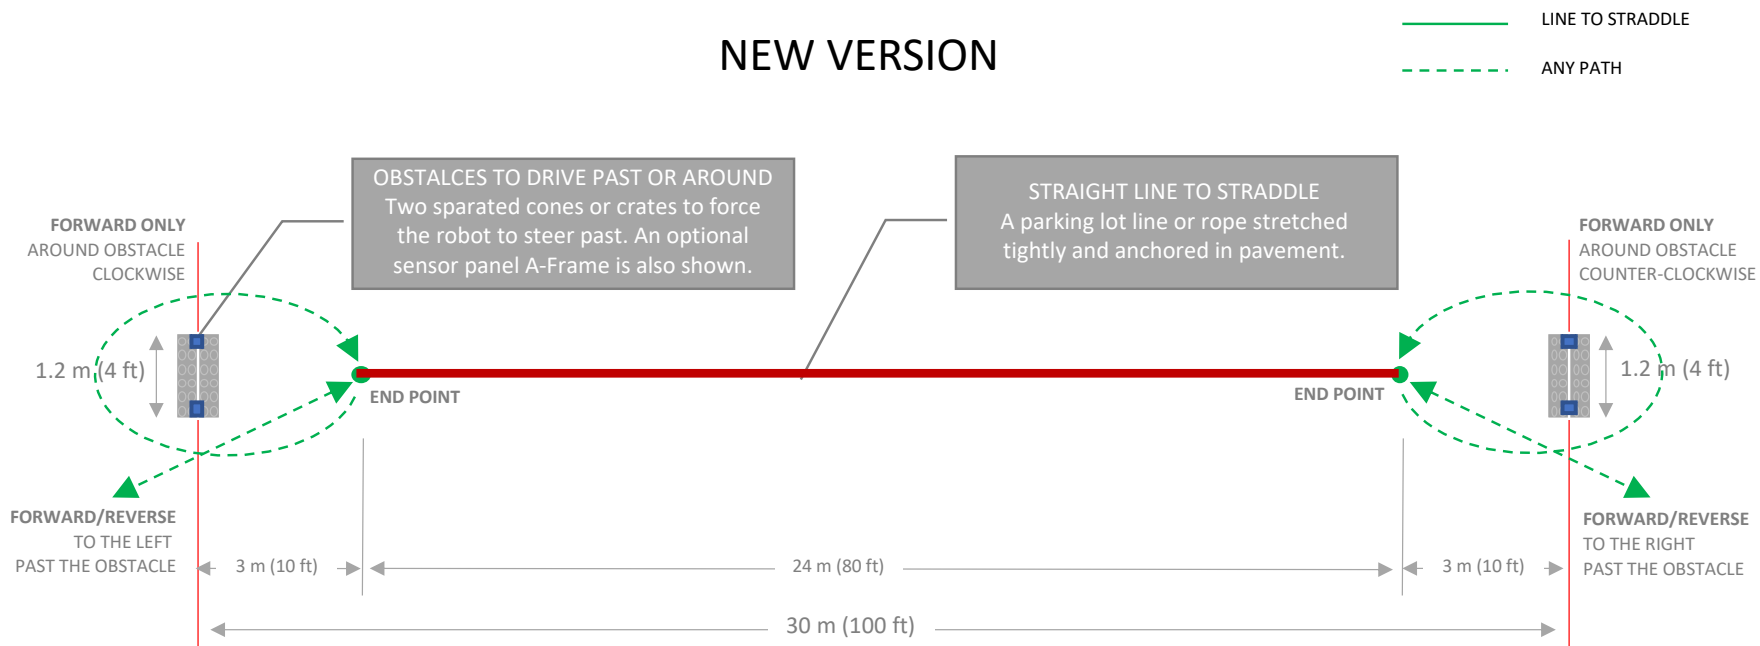 LINE TO STRADDLE
NEW VERSION
ANY PATH
OBSTALCES TO DRIVE PAST OR AROUND
Two sparated cones or crates to force
the robot to steer past. An optional
sensor panel A-Frame is also shown.
STRAIGHT LINE TO STRADDLE
A parking lot line or rope stretched
tightly and anchored in pavement.
FORWARD ONLY
AROUND OBSTACLE
CLOCKWISE
FORWARD ONLY
AROUND OBSTACLE
COUNTER-CLOCKWISE
1.2 m (4 ft)
END POINT
END POINT
1.2 m (4 ft)
FORWARD/REVERSE
TO THE LEFT
PAST THE OBSTACLE
3 m (10 ft)
24 m (80 ft)
3 m (10 ft)
FORWARD/REVERSE
TO THE RIGHT
PAST THE OBSTACLE
30 m (100 ft)